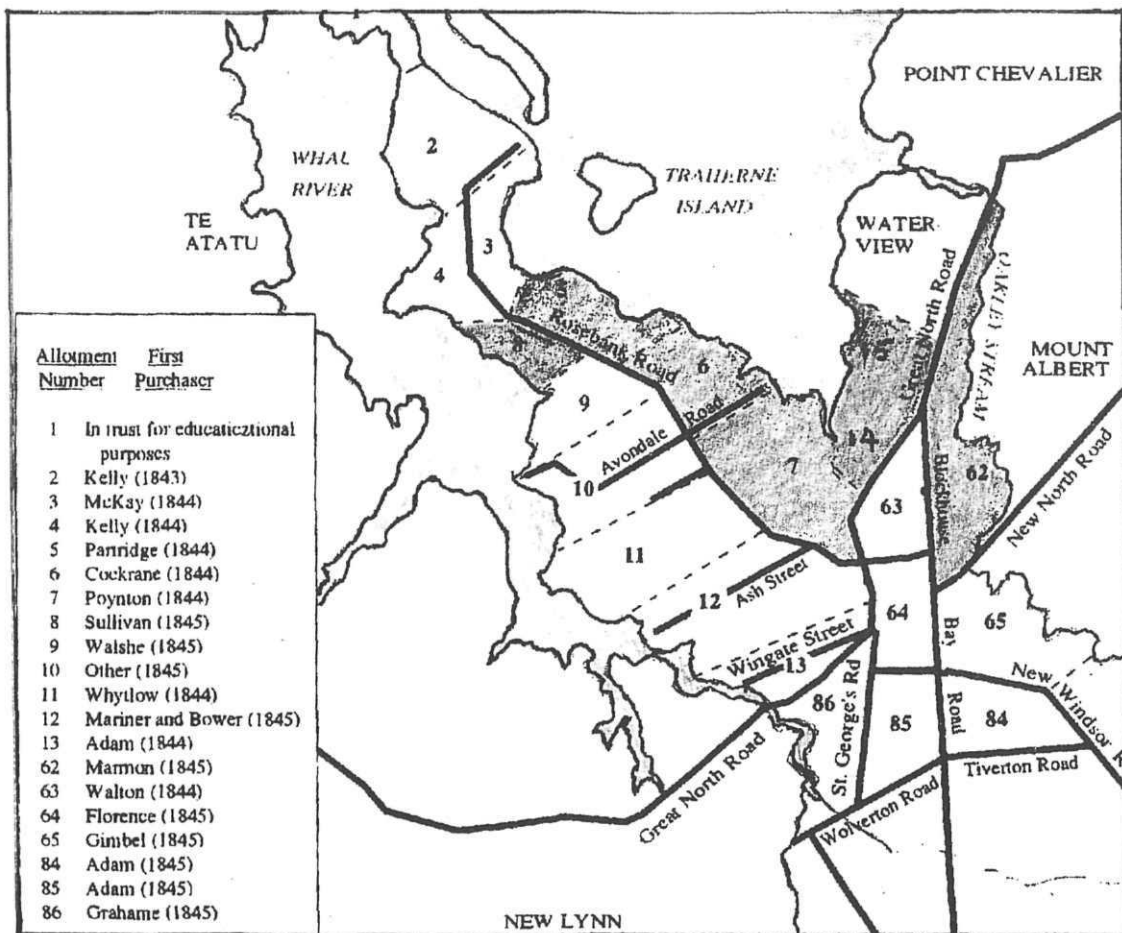 POINT CHEVALIER
WHAU
RIVER
TRAHERNE
ISLAND
TE
ATATU
WATER
VIEW
OAKLEY STREAM
MOUNT
ALBERT
Great North Road
Rosebank Road
Avondale Road
Blockhouse
Bay
Road
New North Road
Ash Street
Wingate Street
St. George's Rd
New Windsor R
Tiverton Road
Wolverton Road
Great North Road
NEW LYNN
2
3
4
6
9
7
14
10
11
12
13
62
63
64
65
86
85
84
Allotment First
Number Purchaser
1 In trust for educaticztional
purposes
2 Kelly (1843)
3 McKay (1844)
4 Kelly (1844)
5 Partridge (1844)
6 Cockrane (1844)
7 Poynton (1844)
8 Sullivan (1845)
9 Walshe (1845)
10 Other (1845)
11 Whytlow (1844)
12 Mariner and Bower (1845)
13 Adam (1844)
62 Marmon (1845)
63 Walton (1844)
64 Florence (1845)
65 Gimbel (1845)
84 Adam (1845)
85 Adam (1845)
86 Grahame (1845)